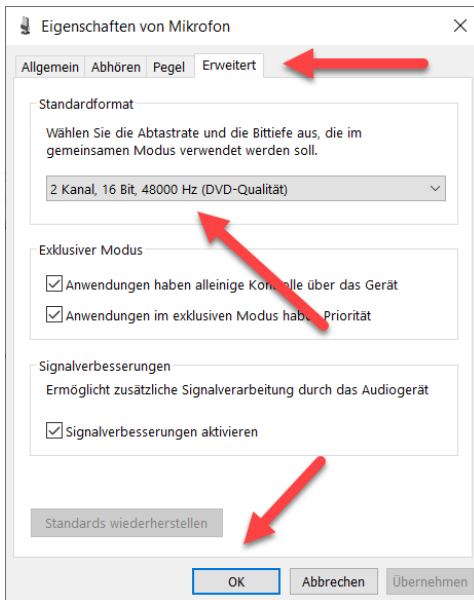 Eigenschaften von Mikrofon
Allgemein Abhören Pegel Erweitert
Standardformat
Wählen Sie die Abtastrate und die Bittiefe aus, die im
gemeinsamen Modus verwendet werden soll.
2 Kanal, 16 Bit, 48000 Hz (DVD-Qualität)
Exklusiver Modus
Anwendungen haben alleinige Kontrolle über das Gerät
Anwendungen im exklusiven Modus haben Priorität
Signalverbesserungen
Ermöglicht zusätzliche Signalverarbeitung durch das Audiogerät
Signalverbesserungen aktivieren
Standards wiederherstellen
OK Abbrechen Übernehmen